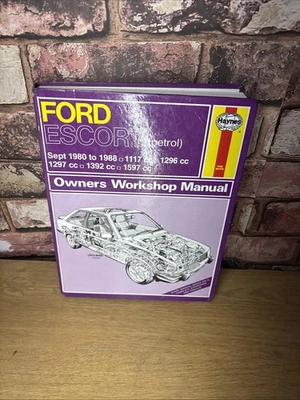 FORD
ESCORT (petrol)
Sept 1980 to 1988 □ 1117 cc □ 1296 cc
1297 cc □ 1392 cc □ 1597 cc
Owners Workshop Manual
Haynes